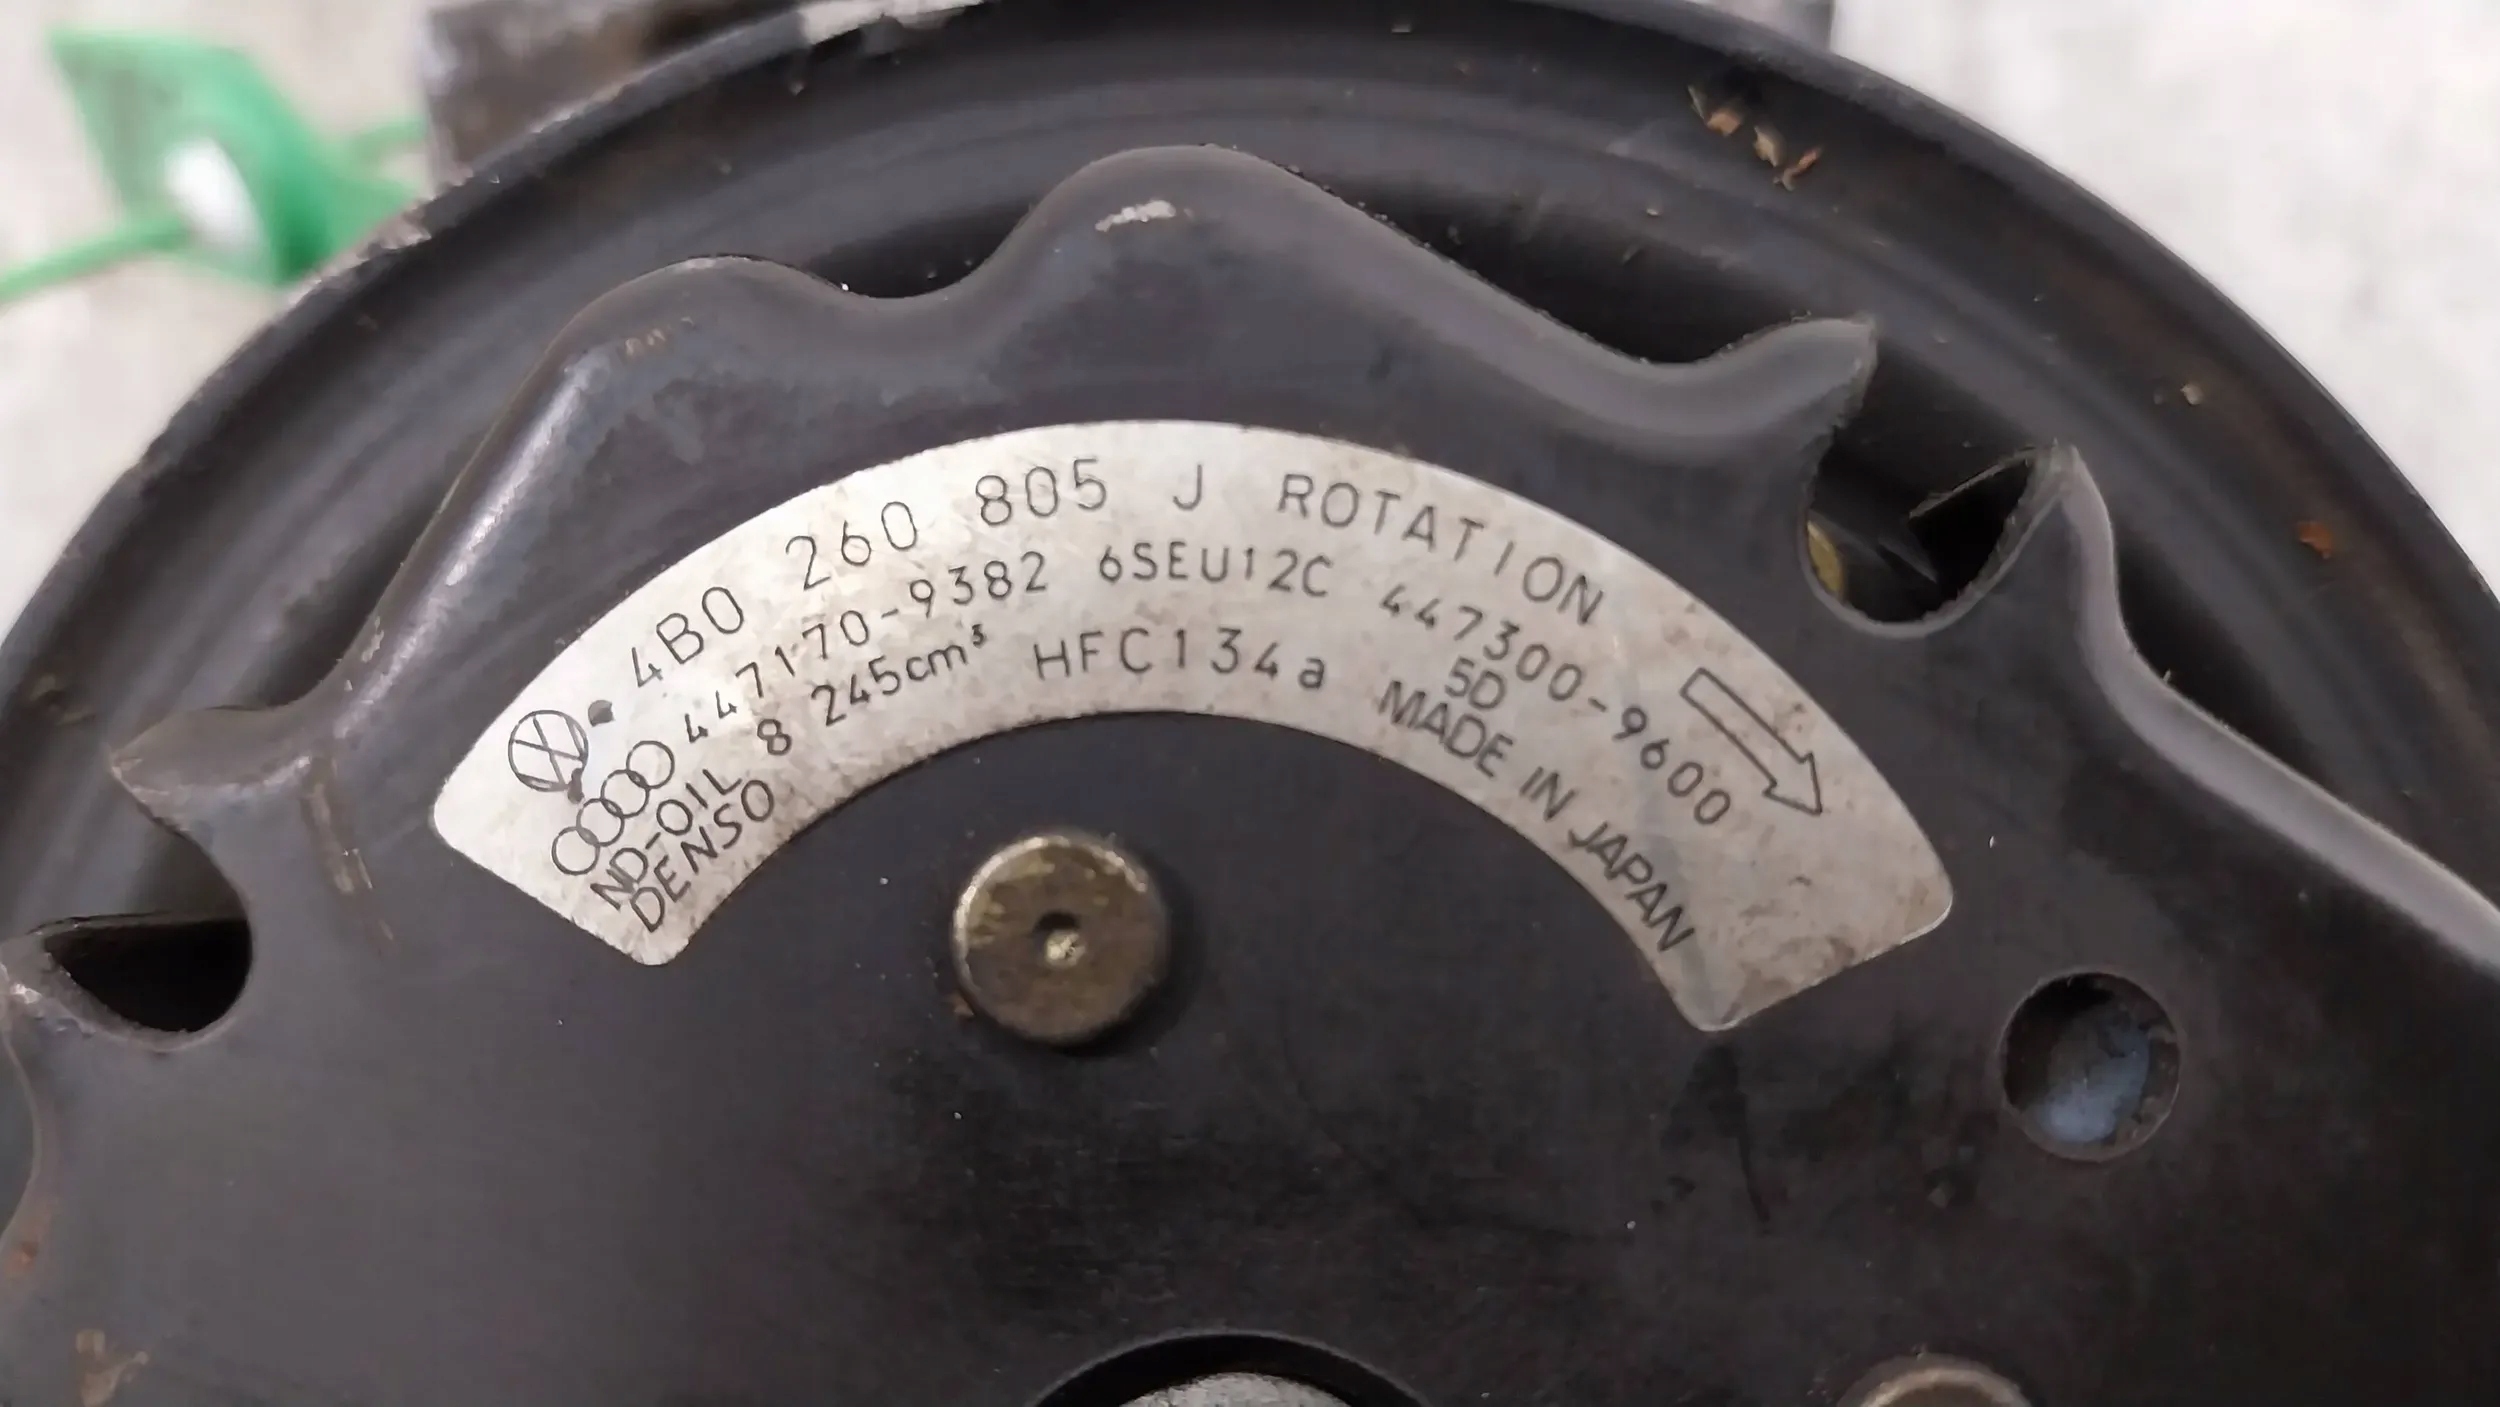 4B0 260 805 J ROTATION
447170-9382 6SEU12C 447300-9600
ND-OIL 8 245cm³ HFC134a 5D
DENSO MADE IN JAPAN